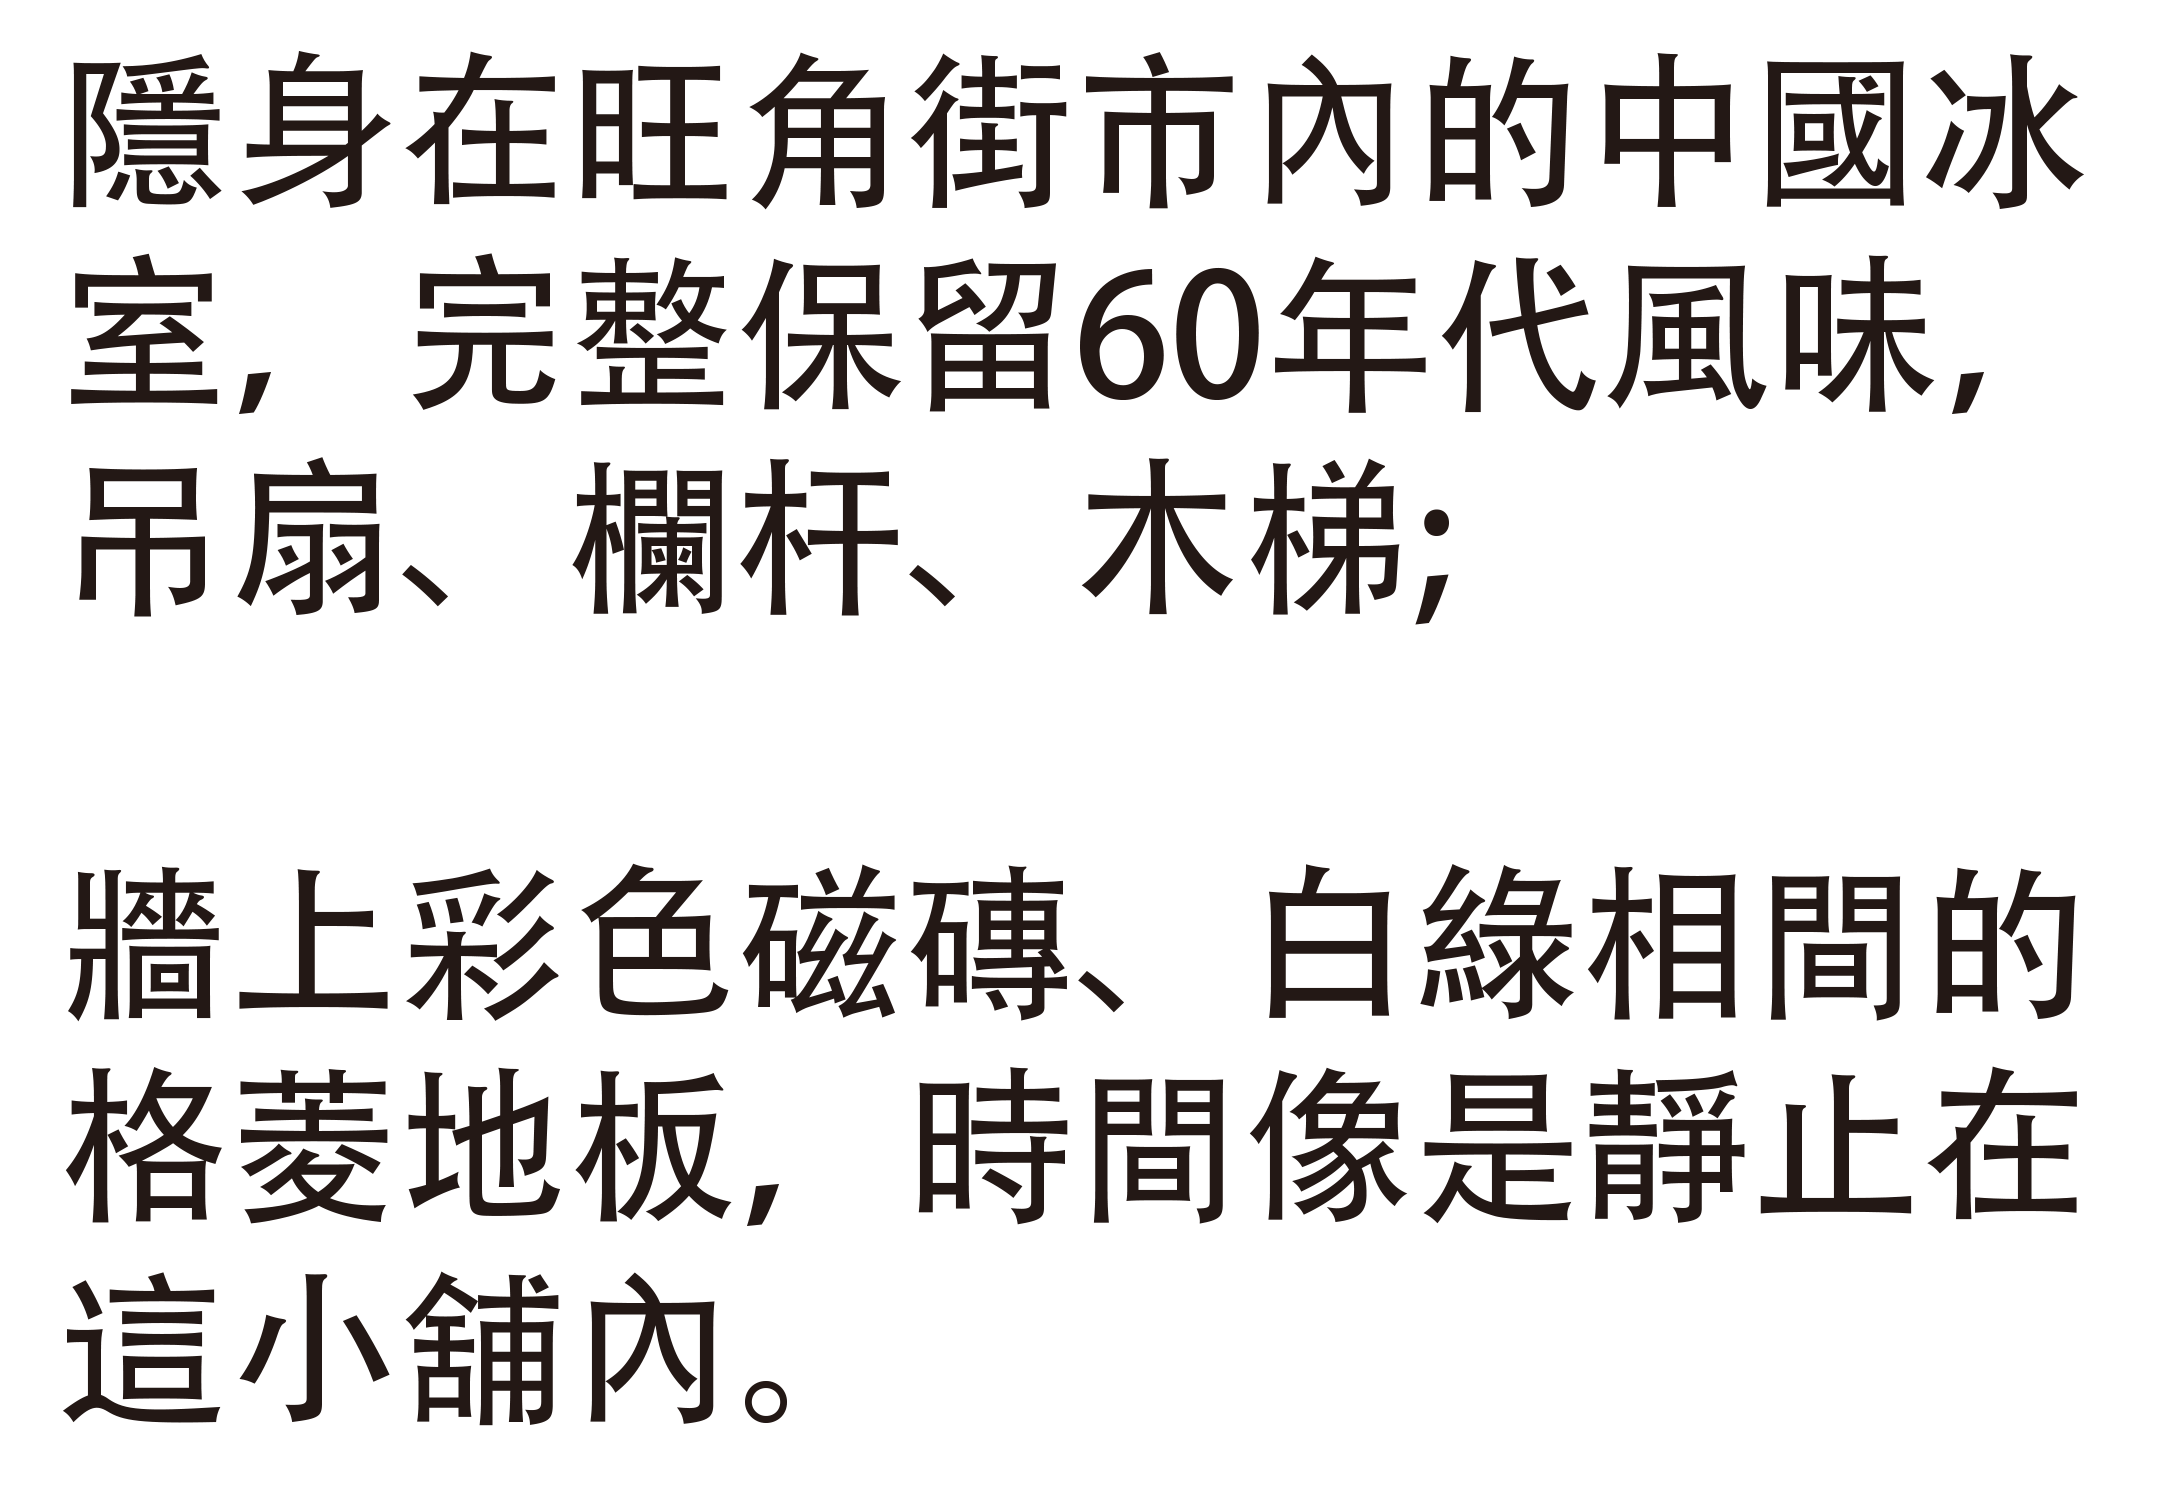 隱身在旺角街市內的中國冰
室，完整保留60年代風味，
吊扇、欄杆、木梯;
牆上彩色磁磚、白綠相間的
格菱地板，時間像是靜止在
這小舖內。